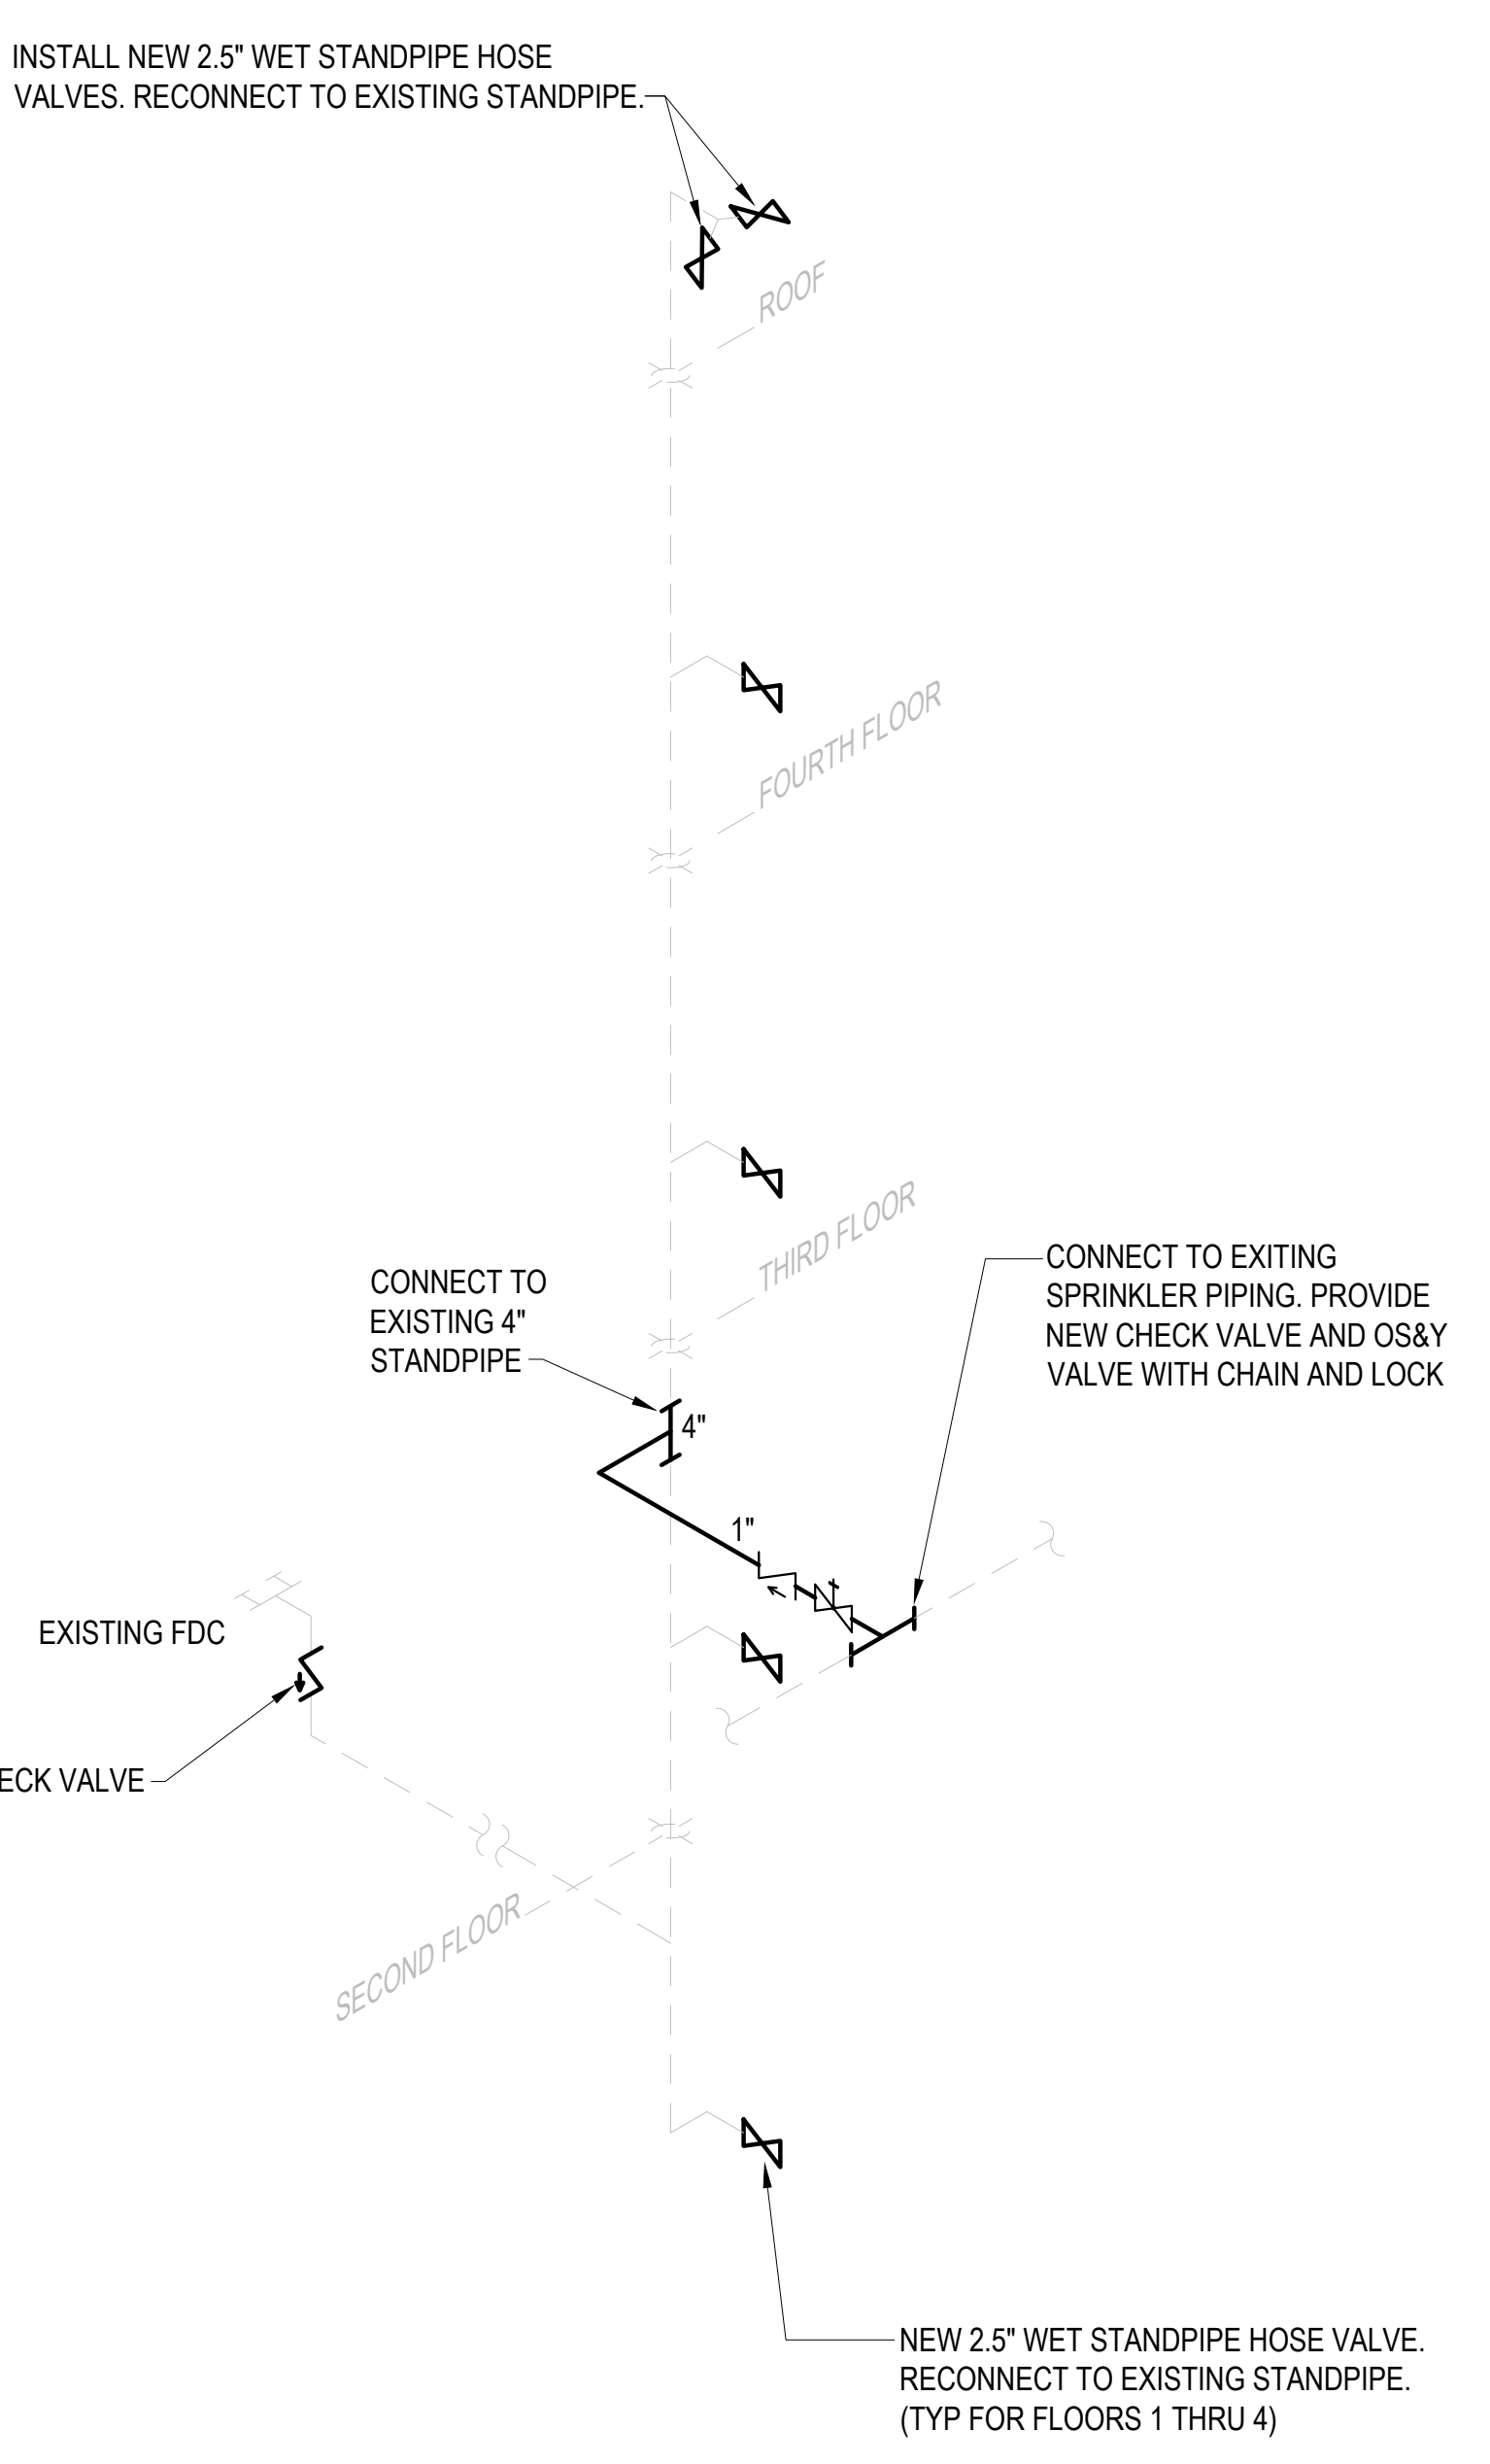 INSTALL NEW 2.5" WET STANDPIPE HOSE
VALVES. RECONNECT TO EXISTING STANDPIPE.
ROOF
FOURTH FLOOR
THIRD FLOOR
CONNECT TO
EXISTING 4"
STANDPIPE
CONNECT TO EXITING
SPRINKLER PIPING. PROVIDE
NEW CHECK VALVE AND OS&Y
VALVE WITH CHAIN AND LOCK
4"
1"
EXISTING FDC
ECK VALVE
SECOND FLOOR
NEW 2.5" WET STANDPIPE HOSE VALVE.
RECONNECT TO EXISTING STANDPIPE.
(TYP FOR FLOORS 1 THRU 4)